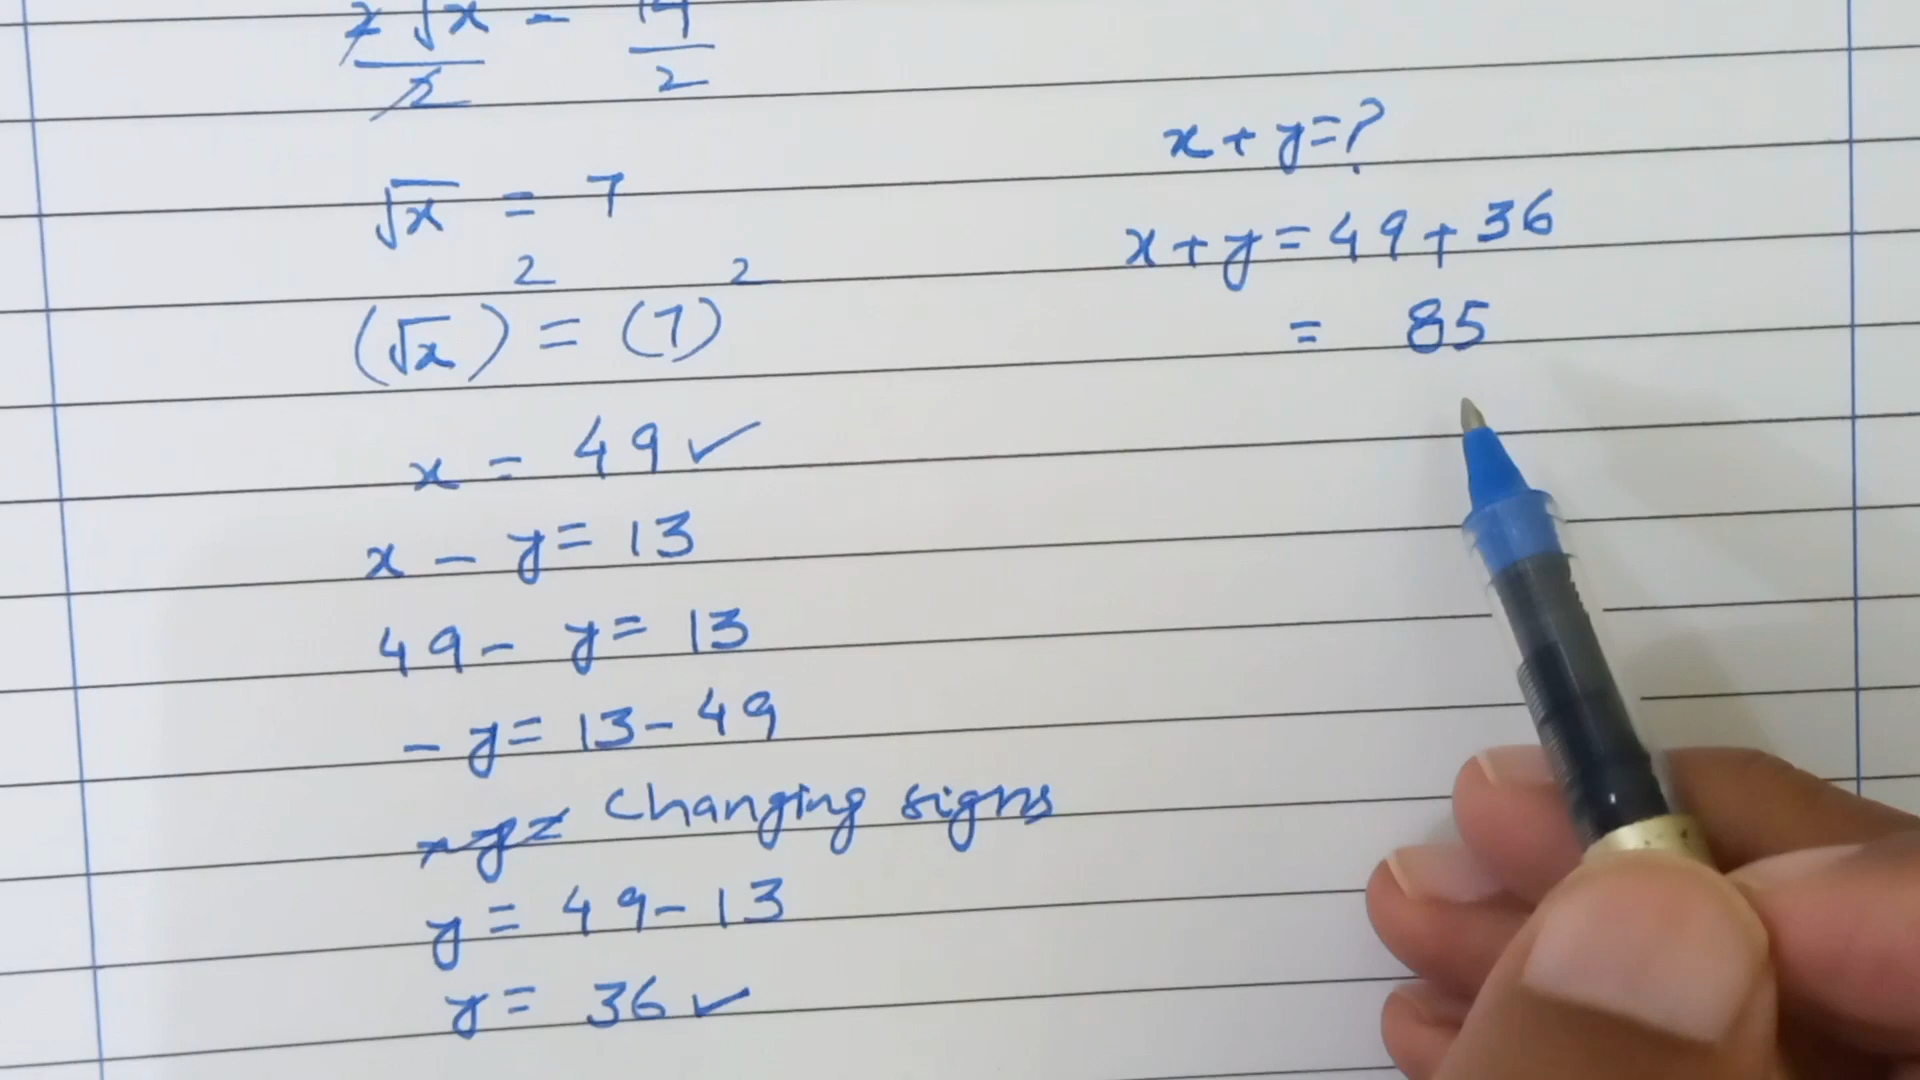 2√x = 14
2 2
√x = 7
(√x)² = (7)²
x = 49 ✓
x - y = 13
49 - y = 13
- y = 13 - 49
changing signs
y = 49 - 13
y = 36 ✓
x + y = ?
x + y = 49 + 36
= 85